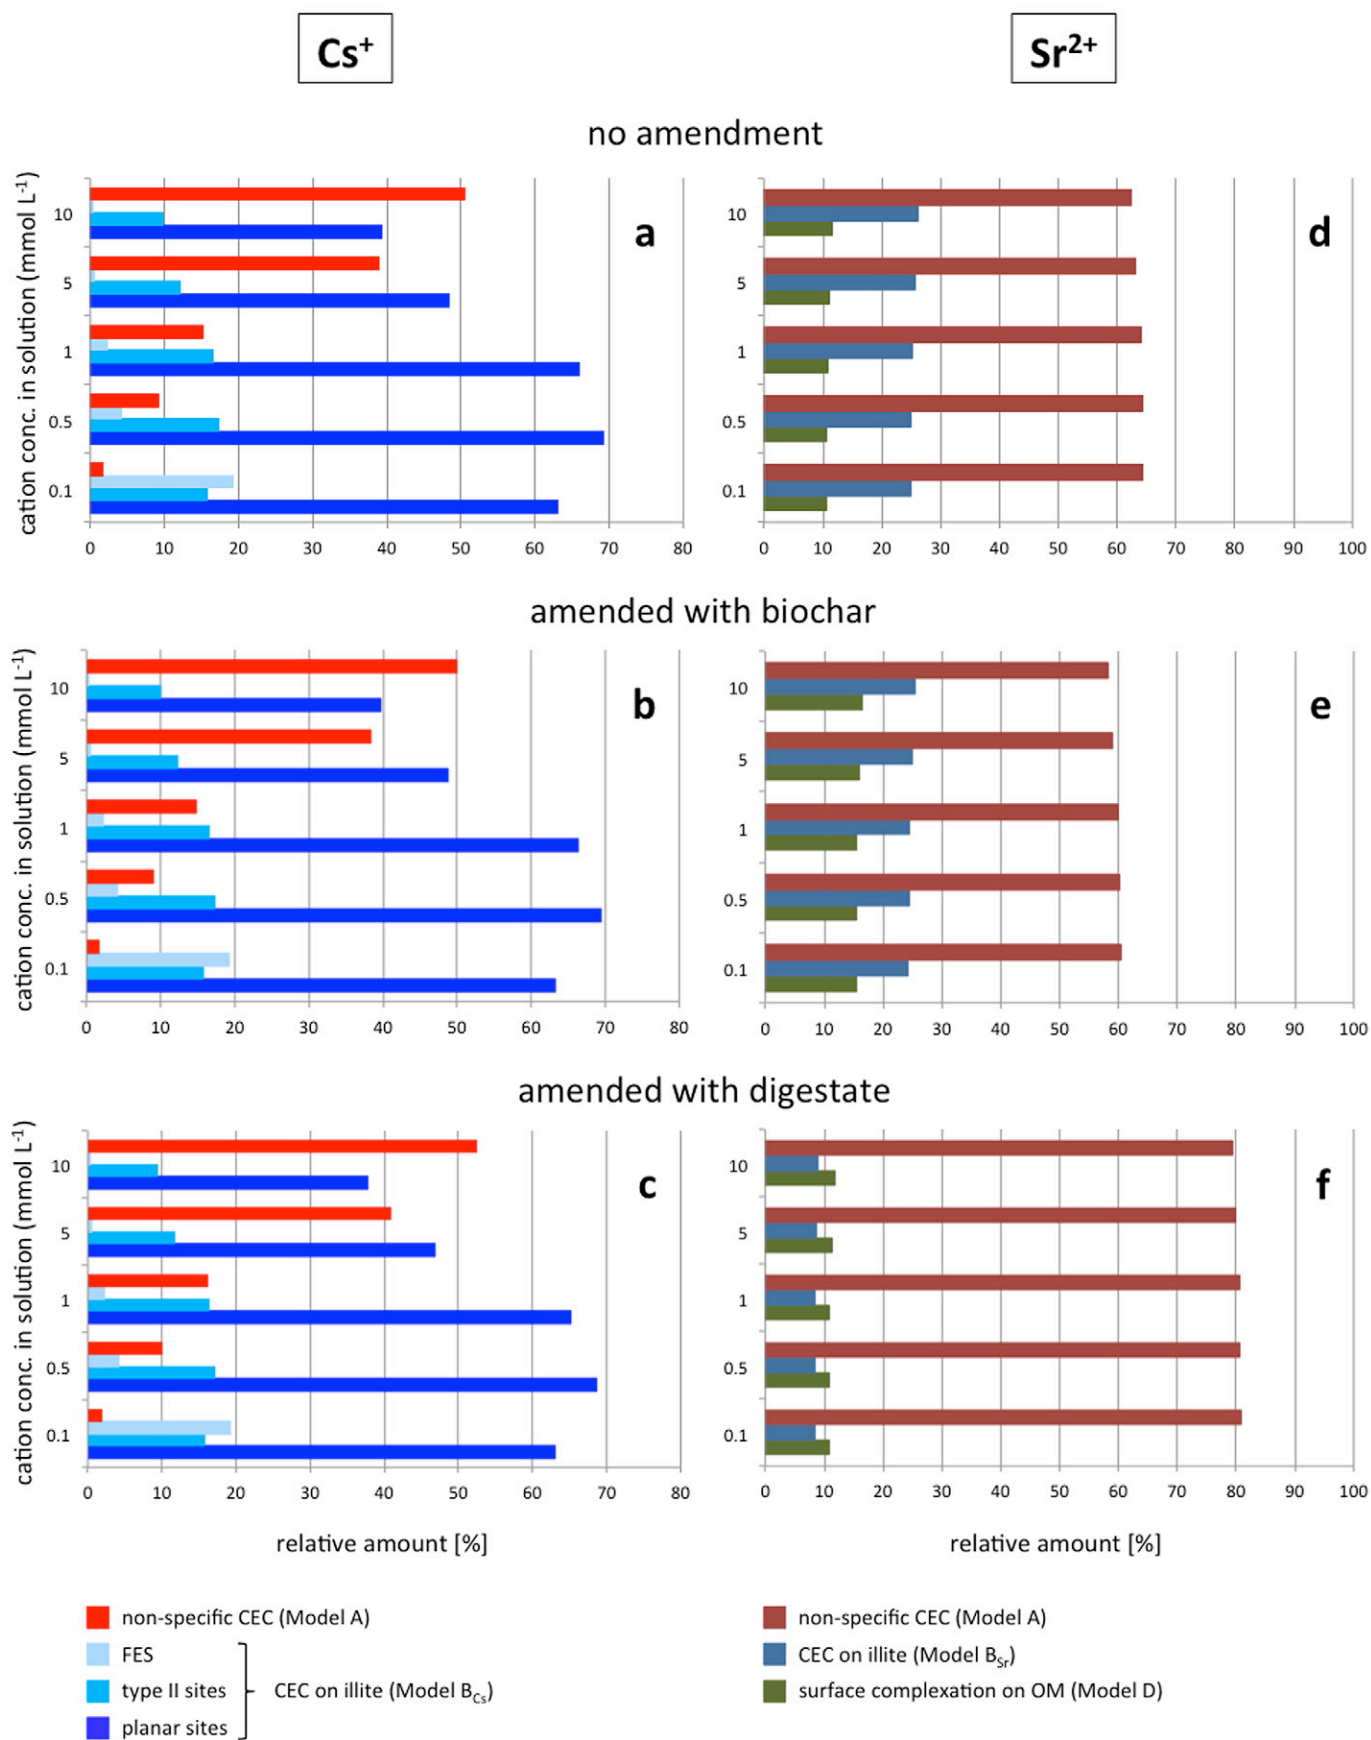 Cs⁺ Sr²⁺
no amendment
cation conc. in solution (mmol L⁻¹)
10
5
1
0.5
0.1
a
0 10 20 30 40 50 60 70 80
10
5
1
0.5
0.1
d
0 10 20 30 40 50 60 70 80 90 100
amended with biochar
cation conc. in solution (mmol L⁻¹)
10
5
1
0.5
0.1
b
0 10 20 30 40 50 60 70 80
10
5
1
0.5
0.1
e
0 10 20 30 40 50 60 70 80 90 100
amended with digestate
cation conc. in solution (mmol L⁻¹)
10
5
1
0.5
0.1
c
0 10 20 30 40 50 60 70 80
relative amount [%]
10
5
1
0.5
0.1
f
0 10 20 30 40 50 60 70 80 90 100
relative amount [%]
non-specific CEC (Model A)
FES
type II sites
planar sites
CEC on illite (Model B_Cs)
non-specific CEC (Model A)
CEC on illite (Model B_Sr)
surface complexation on OM (Model D)